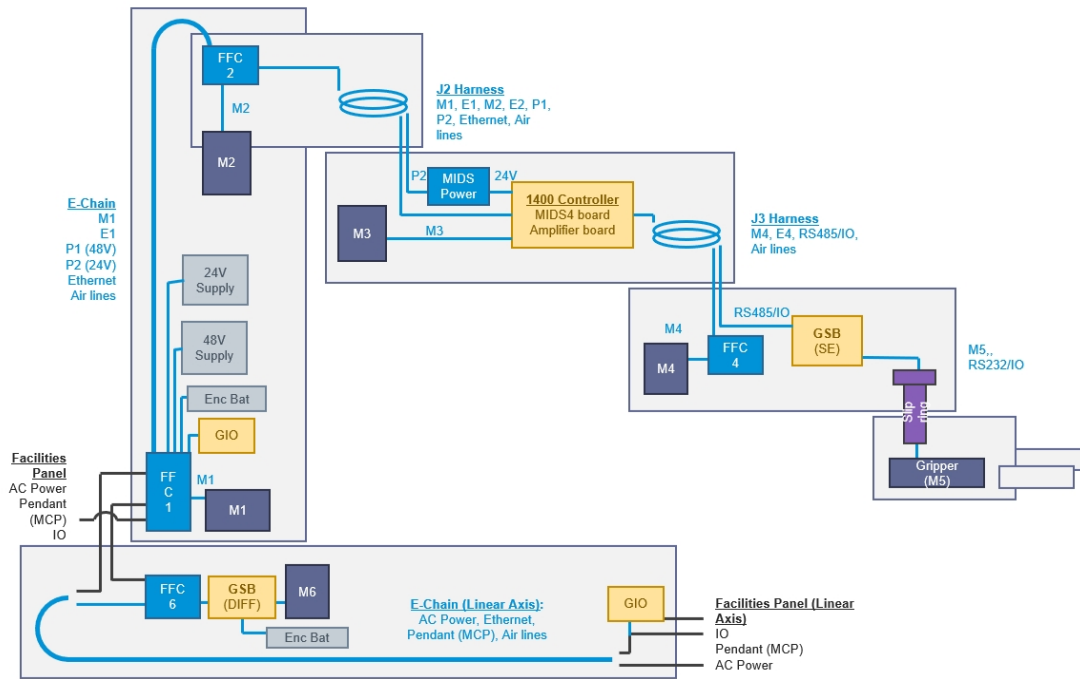 FFC
2
M2
M2
J2 Harness
M1, E1, M2, E2, P1,
P2, Ethernet, Air
lines
E-Chain
M1
E1
P1 (48V)
P2 (24V)
Ethernet
Air lines
P2
MIDS
Power
24V
1400 Controller
MIDS4 board
Amplifier board
M3
M3
J3 Harness
M4, E4, RS485/IO,
Air lines
24V
Supply
48V
Supply
Enc Bat
GIO
RS485/IO
M4
M4
FFC
4
GSB
(SE)
M5,,
RS232/IO
Slip
ring
Gripper
(M5)
Facilities
Panel
AC Power
Pendant
(MCP)
IO
FF
C
1
M1
M1
FFC
6
GSB
(DIFF)
M6
Enc Bat
E-Chain (Linear Axis):
AC Power, Ethernet,
Pendant (MCP), Air lines
GIO
Facilities Panel (Linear
Axis)
IO
Pendant (MCP)
AC Power